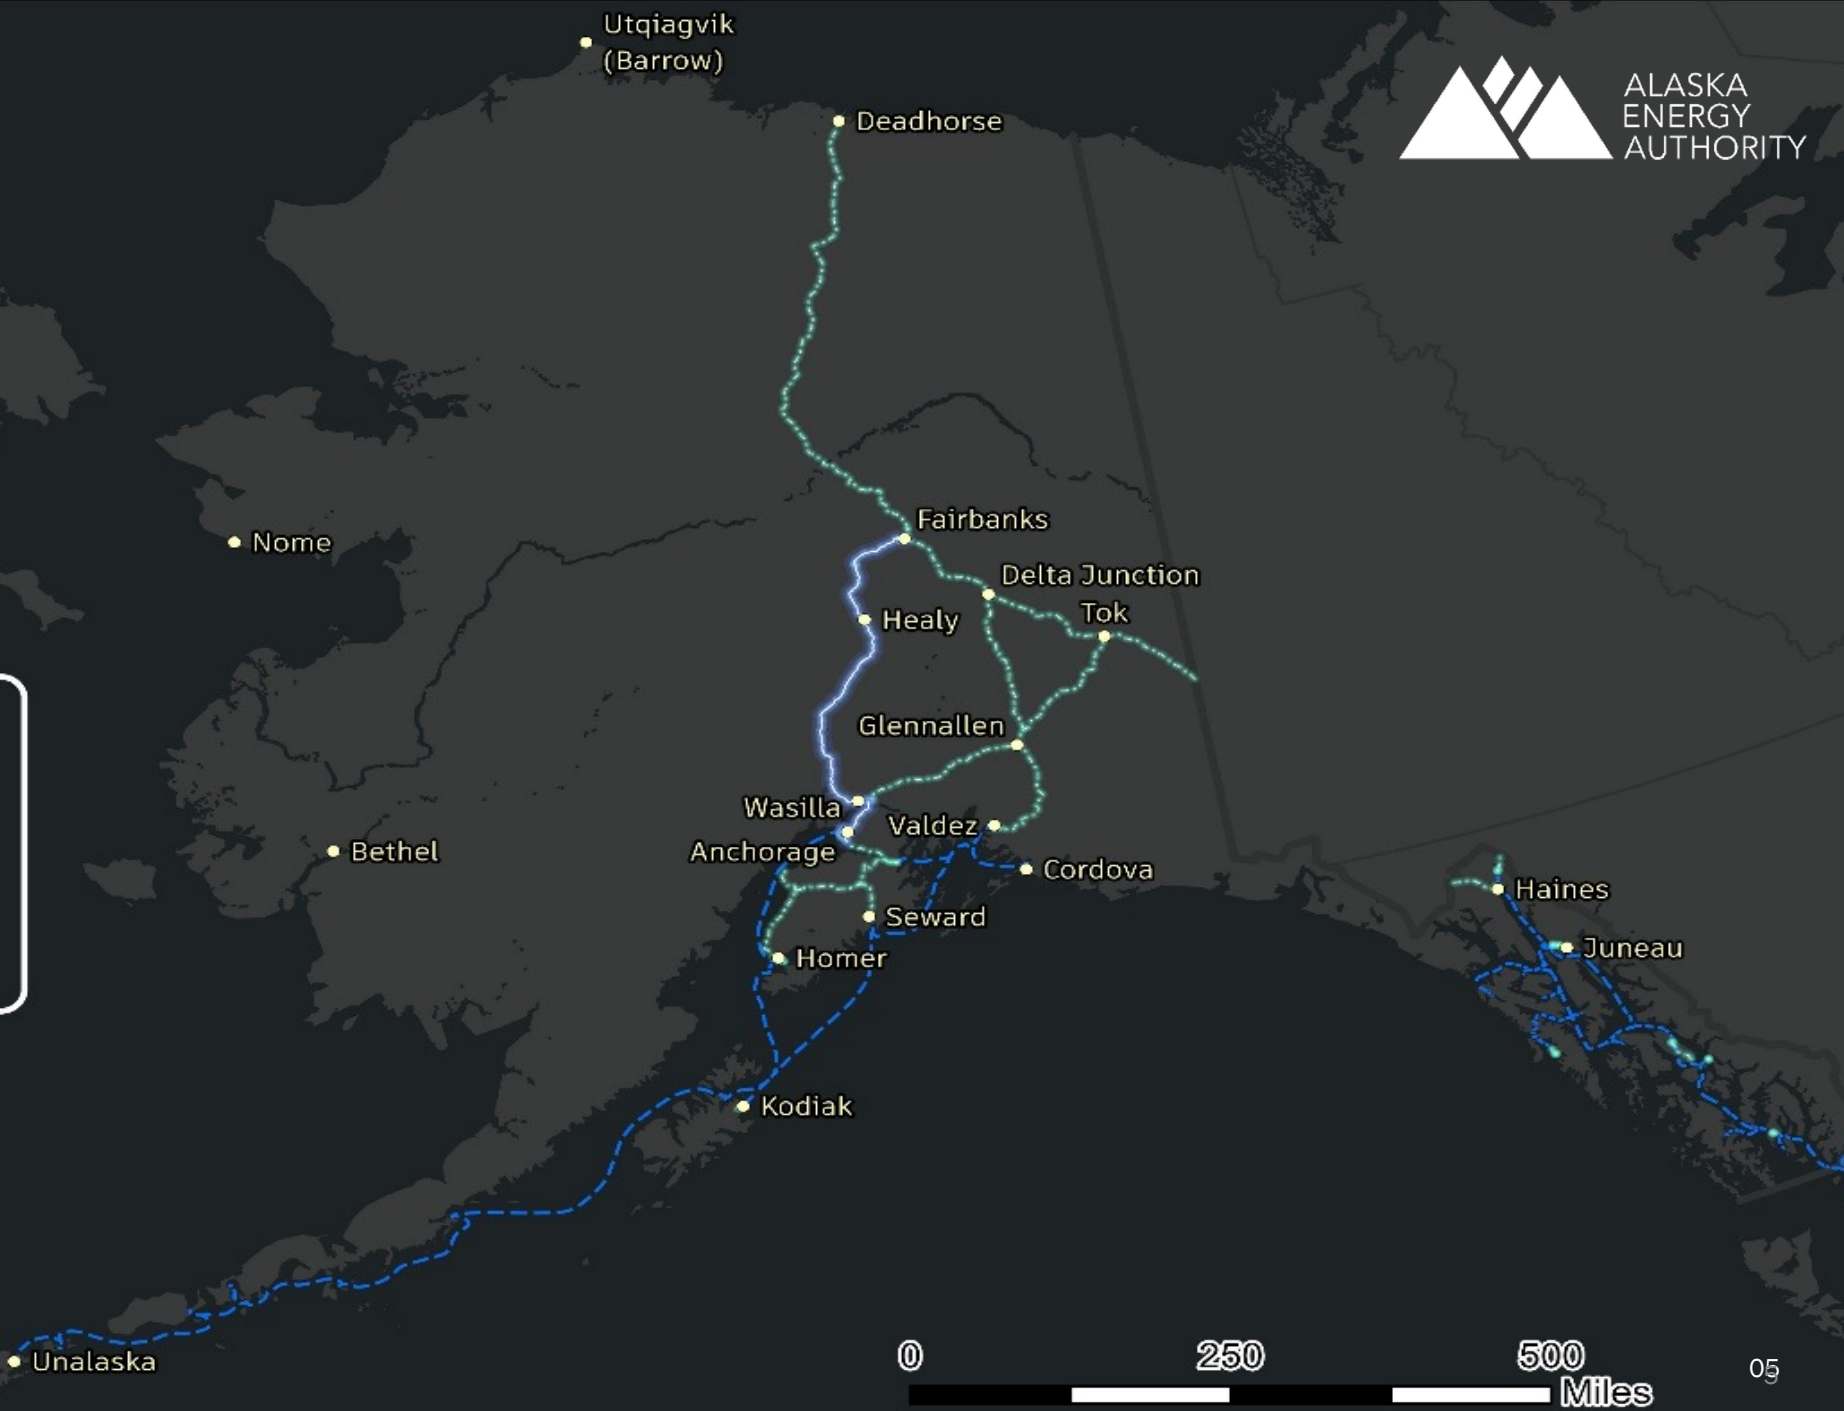 Utqiagvik
(Barrow)
ALASKA
ENERGY
AUTHORITY
Deadhorse
Fairbanks
Nome
Delta Junction
Tok
Healy
Glennallen
Wasilla
Valdez
Anchorage
Bethel
Cordova
Haines
Seward
Juneau
Homer
Kodiak
Unalaska
0 250 500
Miles
05
5